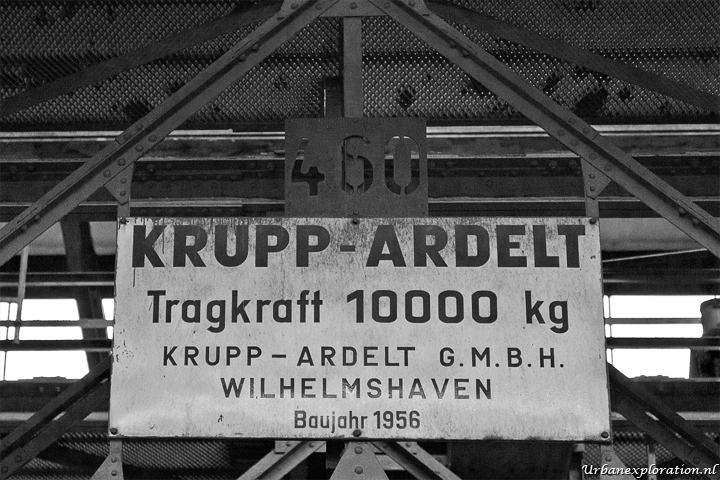 460
KRUPP-ARDELT
Tragkraft 10000 kg
KRUPP-ARDELT G.M.B.H.
WILHELMSHAVEN
Baujahr 1956
Urbanexploration.nl